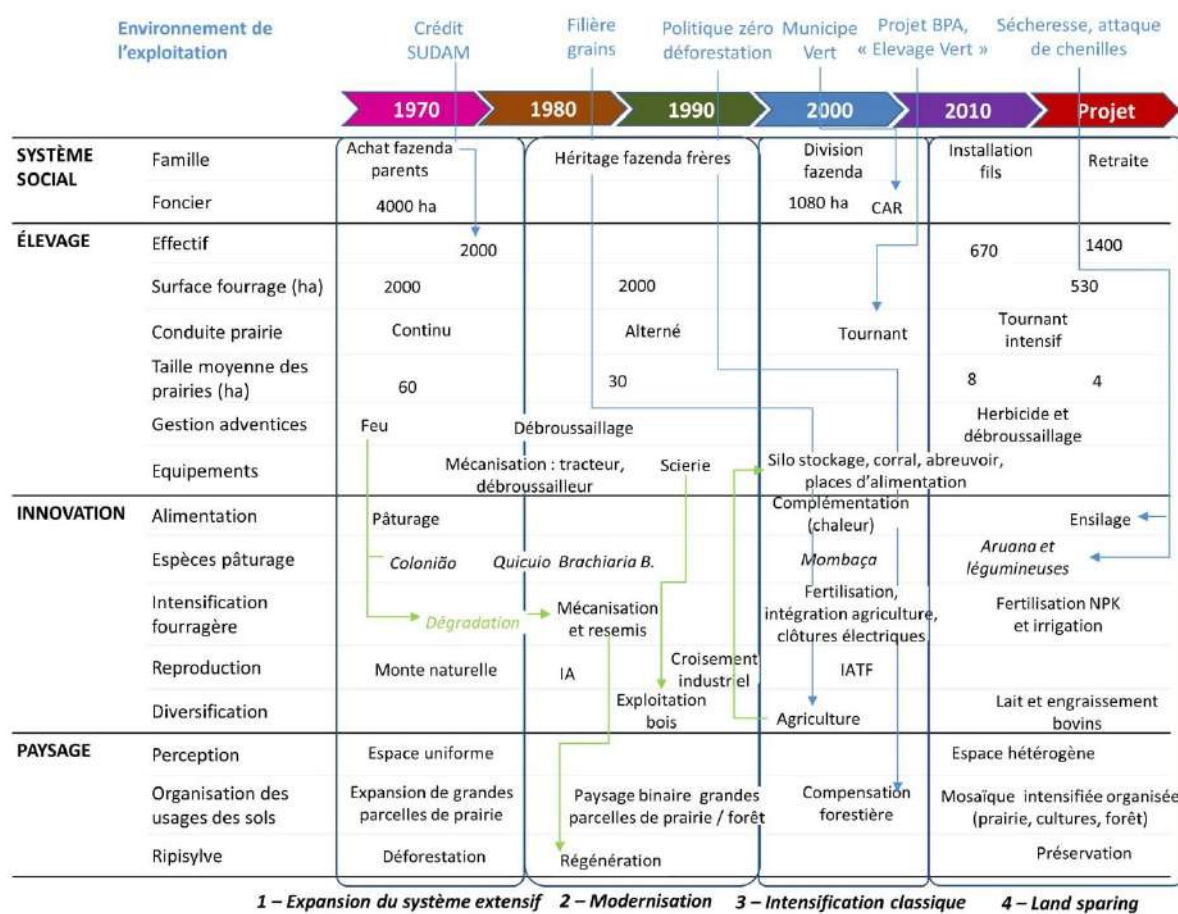 Environnement de
l'exploitation
Crédit
SUDAM
Filière
grains
Politique zéro
déforestation
Municipe
Vert
Projet BPA,
« Elevage Vert »
Sécheresse, attaque
de chenilles
1970 1980 1990 2000 2010 Projet
SYSTÈME
SOCIAL
Famille
Achat fazenda
parents
Héritage fazenda frères
Division
fazenda
Installation
fils
Retraite
Foncier
4000 ha
1080 ha
CAR
ÉLEVAGE
Effectif
2000
670
1400
Surface fourrage (ha)
2000
2000
530
Conduite prairie
Continu
Alterné
Tournant
Tournant
intensif
Taille moyenne des
prairies (ha)
60
30
8
4
Gestion adventices
Feu
Débroussaillage
Herbicide et
débroussaillage
Equipements
Mécanisation : tracteur,
débroussailleur
Scierie
Silo stockage, corral, abreuvoir,
places d'alimentation
INNOVATION
Alimentation
Pâturage
Complémentation
(chaleur)
Ensilage
Espèces pâturage
Colonião
Quicuio Brachiaria B.
Mombaça
Aruana et
légumineuses
Intensification
fourragère
Dégradation
Mécanisation
et resemis
Fertilisation,
intégration agriculture,
clôtures électriques
Fertilisation NPK
et irrigation
Reproduction
Monte naturelle
IA
Croisement
industriel
IATF
Diversification
Exploitation
bois
Agriculture
Lait et engraissement
bovins
PAYSAGE
Perception
Espace uniforme
Espace hétérogène
Organisation des
usages des sols
Expansion de grandes
parcelles de prairie
Paysage binaire grandes
parcelles de prairie / forêt
Compensation
forestière
Mosaïque intensifiée organisée
(prairie, cultures, forêt)
Ripisylve
Déforestation
Régénération
Préservation
1 – Expansion du système extensif 2 – Modernisation 3 – Intensification classique 4 – Land sparing